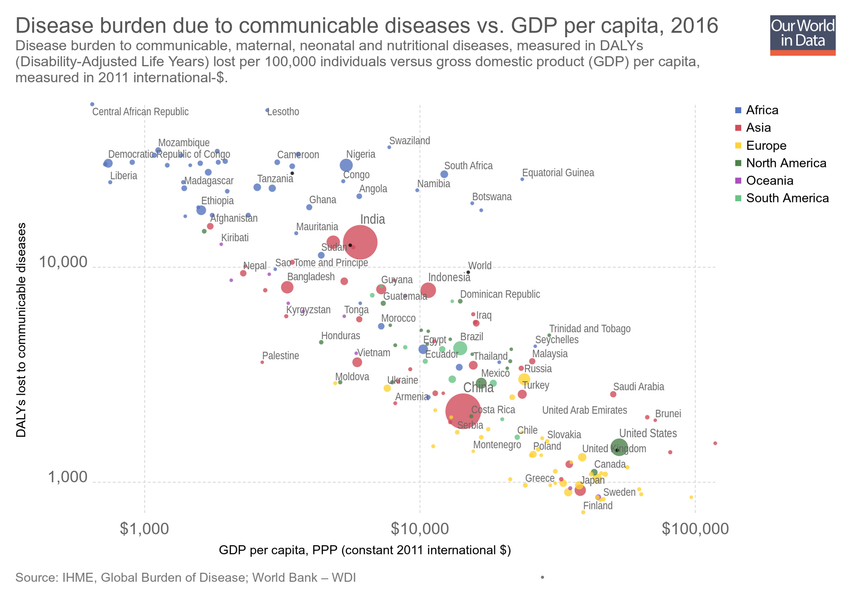 Disease burden due to communicable diseases vs. GDP per capita, 2016
Our World
in Data
Disease burden to communicable, maternal, neonatal and nutritional diseases, measured in DALYs
(Disability-Adjusted Life Years) lost per 100,000 individuals versus gross domestic product (GDP) per capita,
measured in 2011 international-$.
Central African Republic
Lesotho
Africa
Asia
Europe
North America
Oceania
South America
Mozambique
Swaziland
Democratic Republic of Congo
Cameroon
Nigeria
South Africa
Equatorial Guinea
Liberia
Madagascar
Tanzania
Congo
Angola
Namibia
Botswana
Ethiopia
Ghana
Afghanistan
India
Mauritania
Kiribati
Sudan
10,000
Nepal
Sao Tome and Principe
World
Bangladesh
Guyana
Indonesia
Guatemala
Dominican Republic
Kyrgyzstan
Tonga
Iraq
Morocco
Honduras
Egypt
Brazil
Trinidad and Tobago
Seychelles
Palestine
Vietnam
Ecuador
Thailand
Malaysia
Moldova
Ukraine
Mexico
Russia
Armenia
China
Turkey
Saudi Arabia
Costa Rica
United Arab Emirates
Brunei
Serbia
Chile
Slovakia
United States
Montenegro
Poland
United Kingdom
Canada
1,000
Greece
Japan
Sweden
Finland
DALYs lost to communicable diseases
$1,000
$10,000
$100,000
GDP per capita, PPP (constant 2011 international $)
Source: IHME, Global Burden of Disease; World Bank – WDI